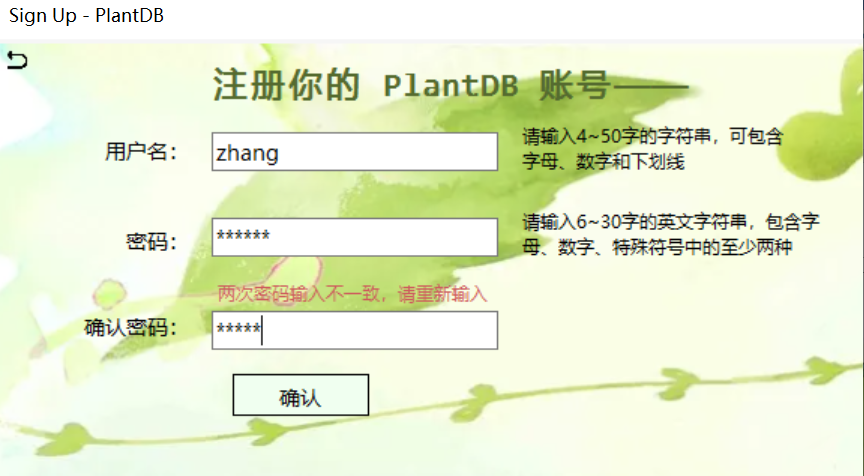 Sign Up - PlantDB
注册你的 PlantDB 账号——
用户名：
zhang
请输入4~50字的字符串，可包含
字母、数字和下划线
密码：
******
请输入6~30字的英文字符串，包含字
母、数字、特殊符号中的至少两种
两次密码输入不一致，请重新输入
确认密码：
*****
确认